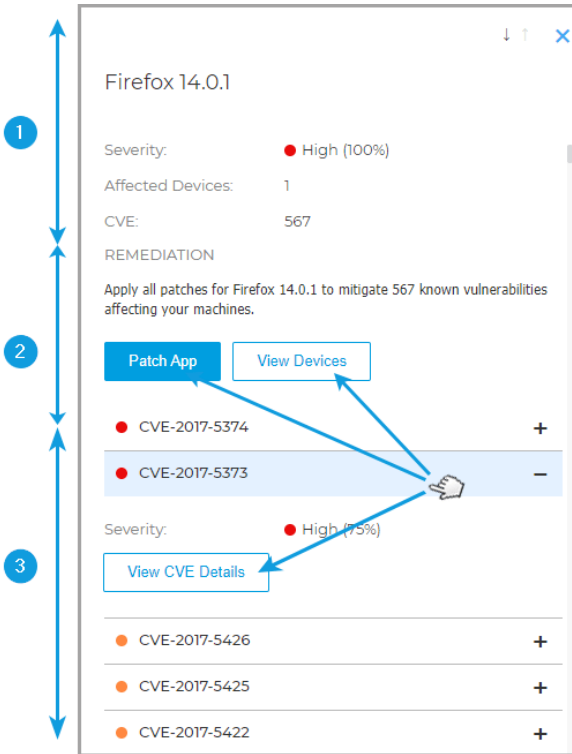 ↓ ↑ ×
Firefox 14.0.1
1
Severity: High (100%)
Affected Devices: 1
CVE: 567
REMEDIATION
Apply all patches for Firefox 14.0.1 to mitigate 567 known vulnerabilities
affecting your machines.
2
Patch App View Devices
CVE-2017-5374 +
CVE-2017-5373 −
Severity: High (75%)
3
View CVE Details
CVE-2017-5426 +
CVE-2017-5425 +
CVE-2017-5422 +